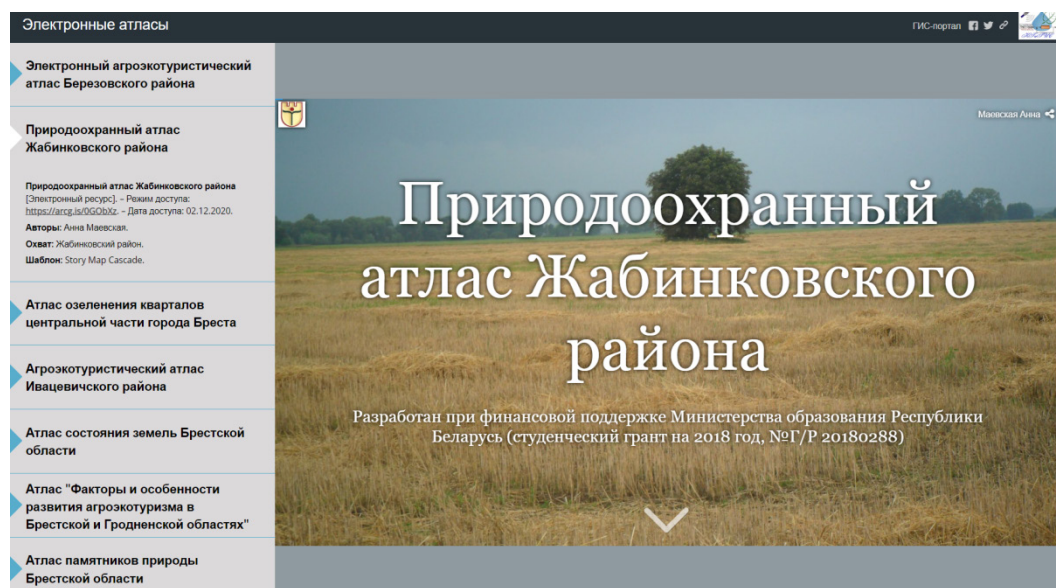 Электронные атласы
ГИС-портал
Электронный агроэкотуристический
атлас Березовского района
Природоохранный атлас
Жабинковского района
Природоохранный атлас Жабинковского района
[Электронный ресурс]. – Режим доступа:
https://arcg.is/0GObXz. – Дата доступа: 02.12.2020.
Авторы: Анна Маевская.
Охват: Жабинковский район.
Шаблон: Story Map Cascade.
Атлас озеленения кварталов
центральной части города Бреста
Агроэкотуристический атлас
Ивацевичского района
Атлас состояния земель Брестской
области
Атлас "Факторы и особенности
развития агроэкотуризма в
Брестской и Гродненской областях"
Атлас памятников природы
Брестской области
Маевская Анна
Природоохранный
атлас Жабинковского
района
Разработан при финансовой поддержке Министерства образования Республики
Беларусь (студенческий грант на 2018 год, №Г/Р 20180288)